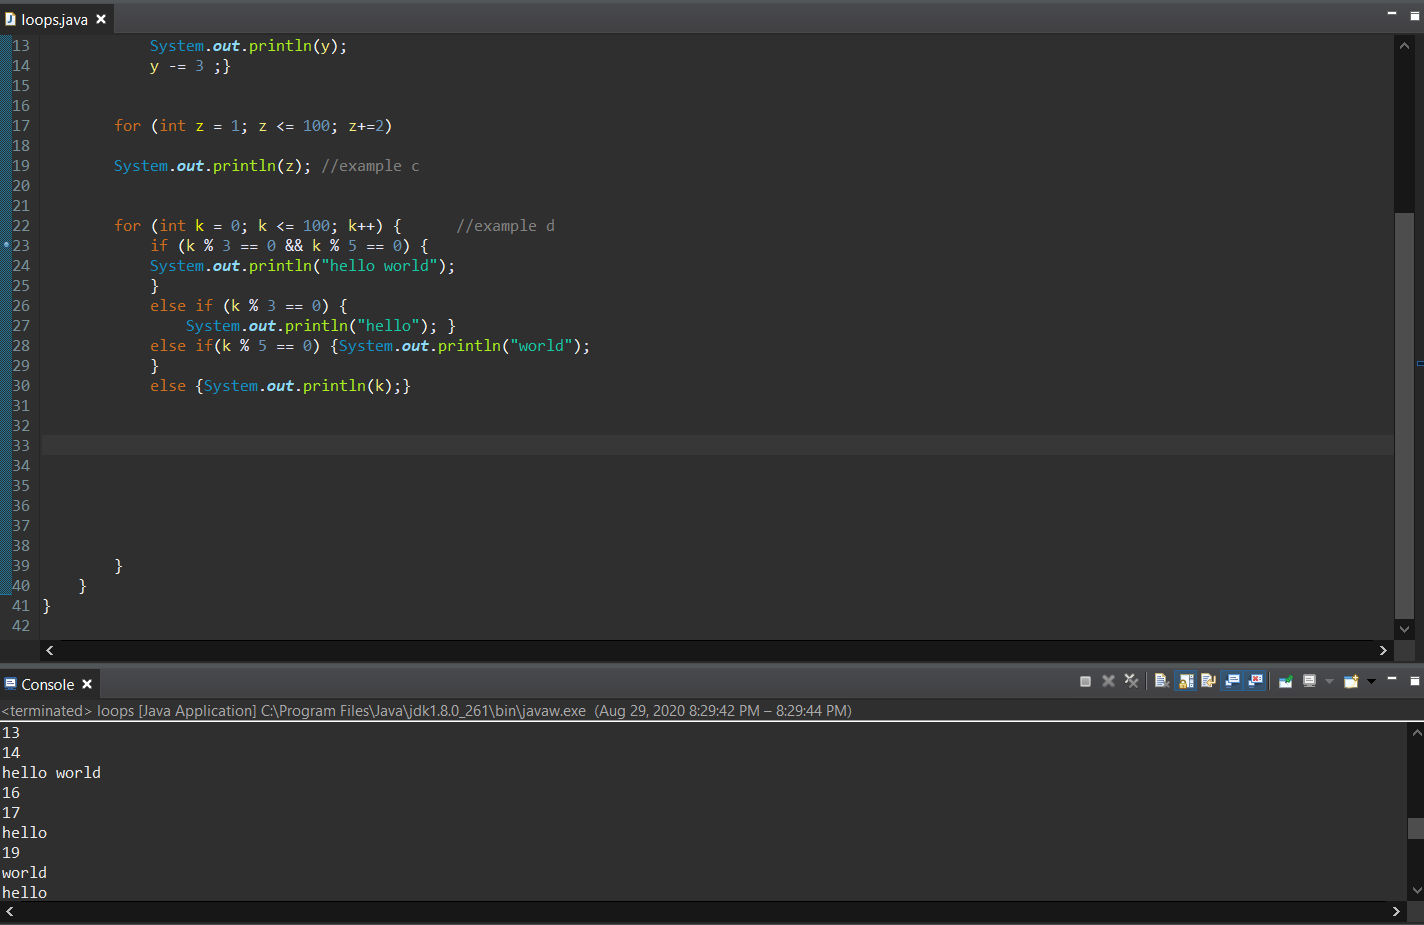 loops.java
13 System.out.println(y);
14 y -= 3 ;}
15
16
17 for (int z = 1; z <= 100; z+=2)
18
19 System.out.println(z); //example c
20
21
22 for (int k = 0; k <= 100; k++) { //example d
23 if (k % 3 == 0 && k % 5 == 0) {
24 System.out.println("hello world");
25 }
26 else if (k % 3 == 0) {
27 System.out.println("hello"); }
28 else if(k % 5 == 0) {System.out.println("world");
29 }
30 else {System.out.println(k);}
31
32
33
34
35
36
37
38
39 }
40 }
41 }
42
Console
<terminated> loops [Java Application] C:\Program Files\Java\jdk1.8.0_261\bin\javaw.exe (Aug 29, 2020 8:29:42 PM – 8:29:44 PM)
13
14
hello world
16
17
hello
19
world
hello